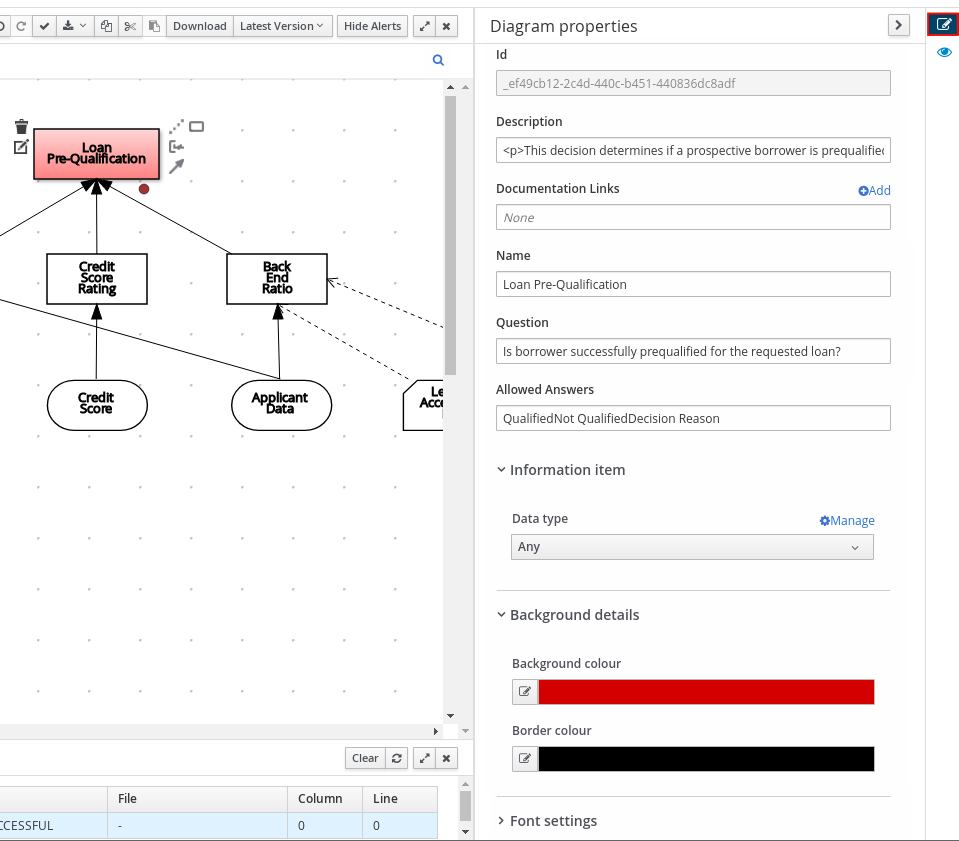 Download
Latest Version
Hide Alerts
Loan
Pre-Qualification
Credit
Score
Rating
Back
End
Ratio
Credit
Score
Applicant
Data
Clear
File
Column
Line
CCESSFUL
-
0
0
Diagram properties
Id
_ef49cb12-2c4d-440c-b451-440836dc8adf
Description
<p>This decision determines if a prospective borrower is prequalified
Documentation Links
Add
None
Name
Loan Pre-Qualification
Question
Is borrower successfully prequalified for the requested loan?
Allowed Answers
QualifiedNot QualifiedDecision Reason
Information item
Data type
Manage
Any
Background details
Background colour
Border colour
Font settings